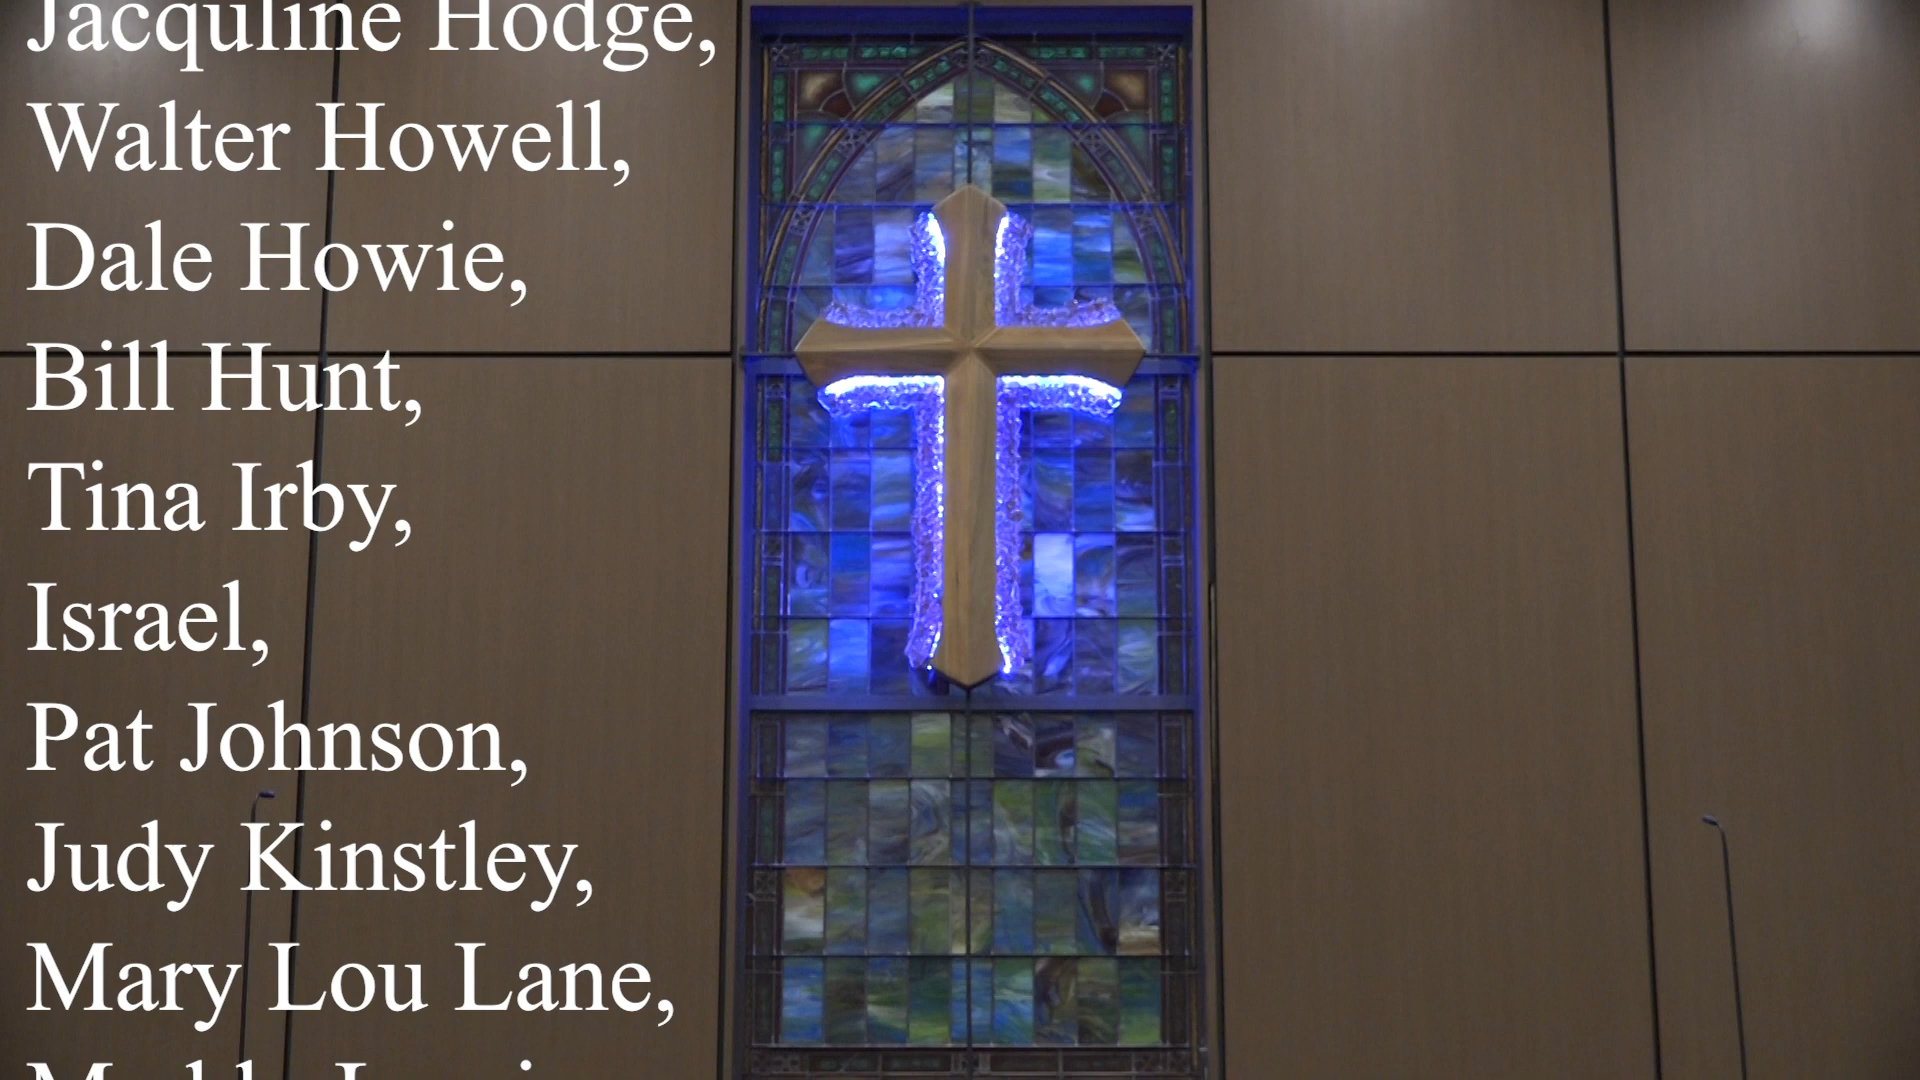 Jacquline Hodge,
Walter Howell,
Dale Howie,
Bill Hunt,
Tina Irby,
Israel,
Pat Johnson,
Judy Kinstley,
Mary Lou Lane,